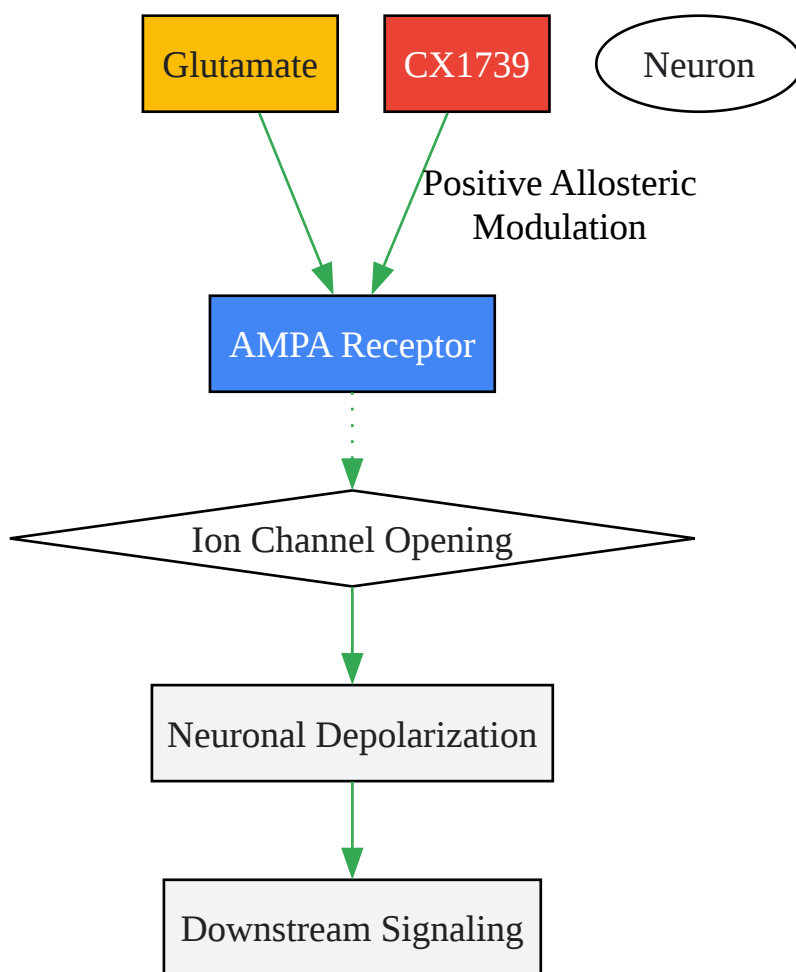 Glutamate
CX1739
Neuron
Positive Allosteric
Modulation
AMPA Receptor
Ion Channel Opening
Neuronal Depolarization
Downstream Signaling